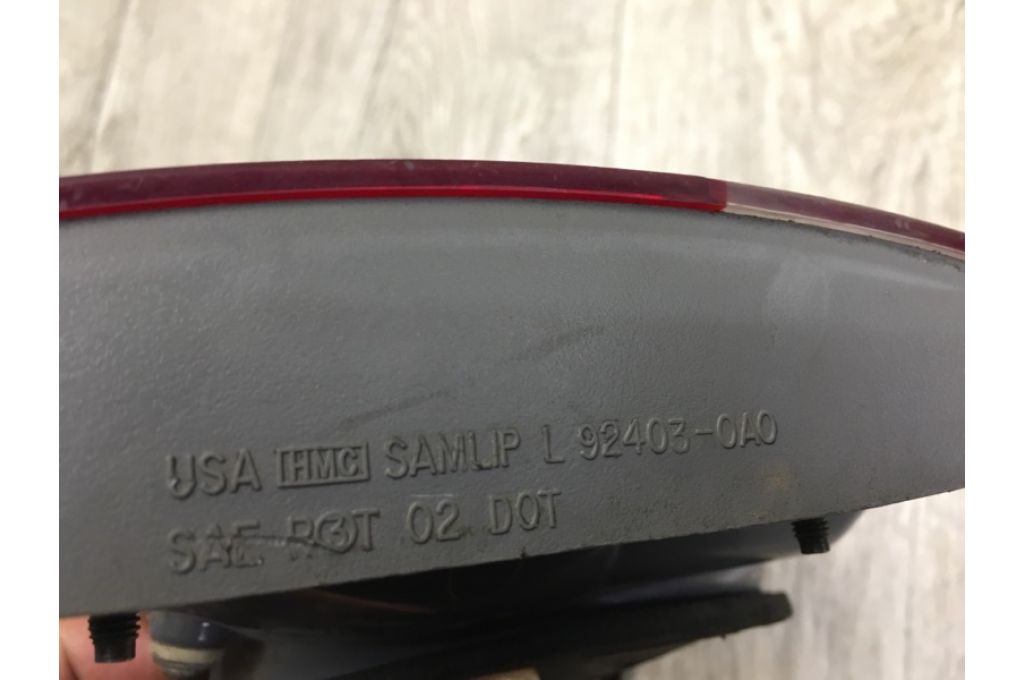 USA HMC SAMLIP L 92403-0A0
SAE R3T 02 DOT